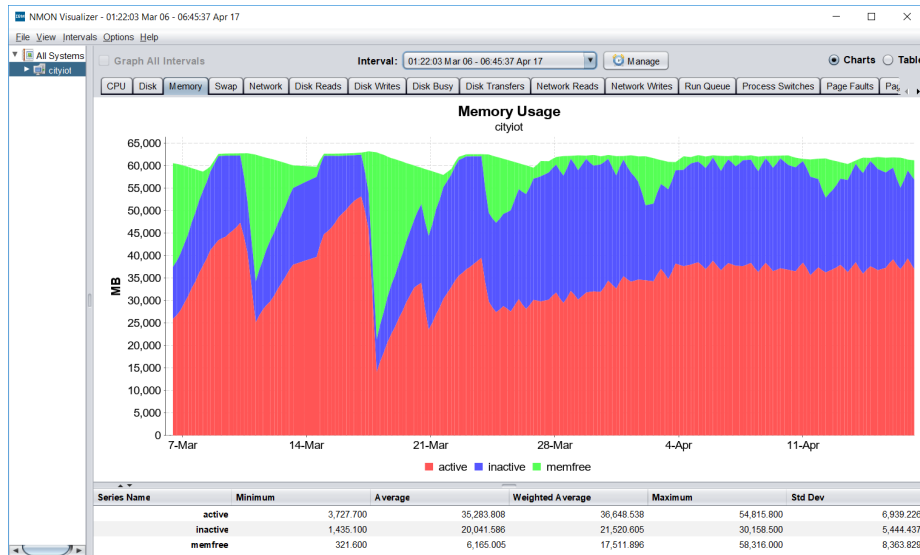 IBM NMON Visualizer - 01:22:03 Mar 06 - 06:45:37 Apr 17
File View Intervals Options Help
All Systems
cityiot
Graph All Intervals Interval: 01:22:03 Mar 06 - 06:45:37 Apr 17 Manage Charts Table
CPU Disk Memory Swap Network Disk Reads Disk Writes Disk Busy Disk Transfers Network Reads Network Writes Run Queue Process Switches Page Faults
Memory Usage
cityiot
65,000
60,000
55,000
50,000
45,000
40,000
35,000
30,000
25,000
20,000
15,000
10,000
5,000
0
MB
7-Mar 14-Mar 21-Mar 28-Mar 4-Apr 11-Apr
active inactive memfree
Series Name Minimum Average Weighted Average Maximum Std Dev
active 3,727.700 35,283.808 36,648.538 54,815.800 6,939.226
inactive 1,435.100 20,041.586 21,520.605 30,158.500 5,444.437
memfree 321.600 6,165.005 17,511.896 58,316.000 8,363.829